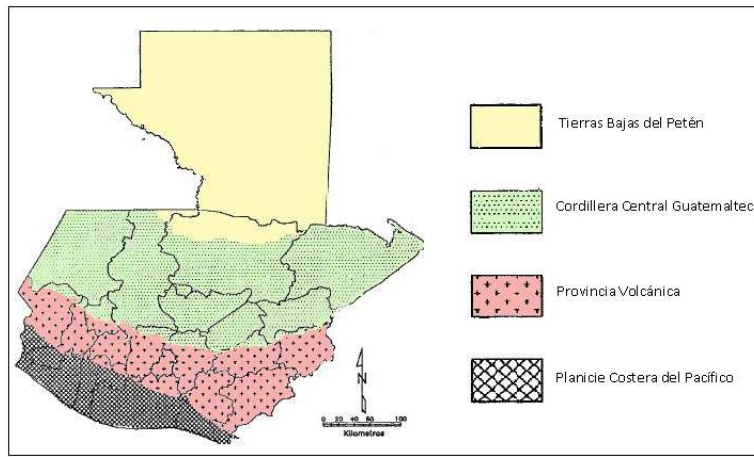 Tierras Bajas del Petén
Cordillera Central Guatemaltec
Provincia Volcánica
Planicie Costera del Pacífico
N
0 20 40 60 80 100
Kilometros